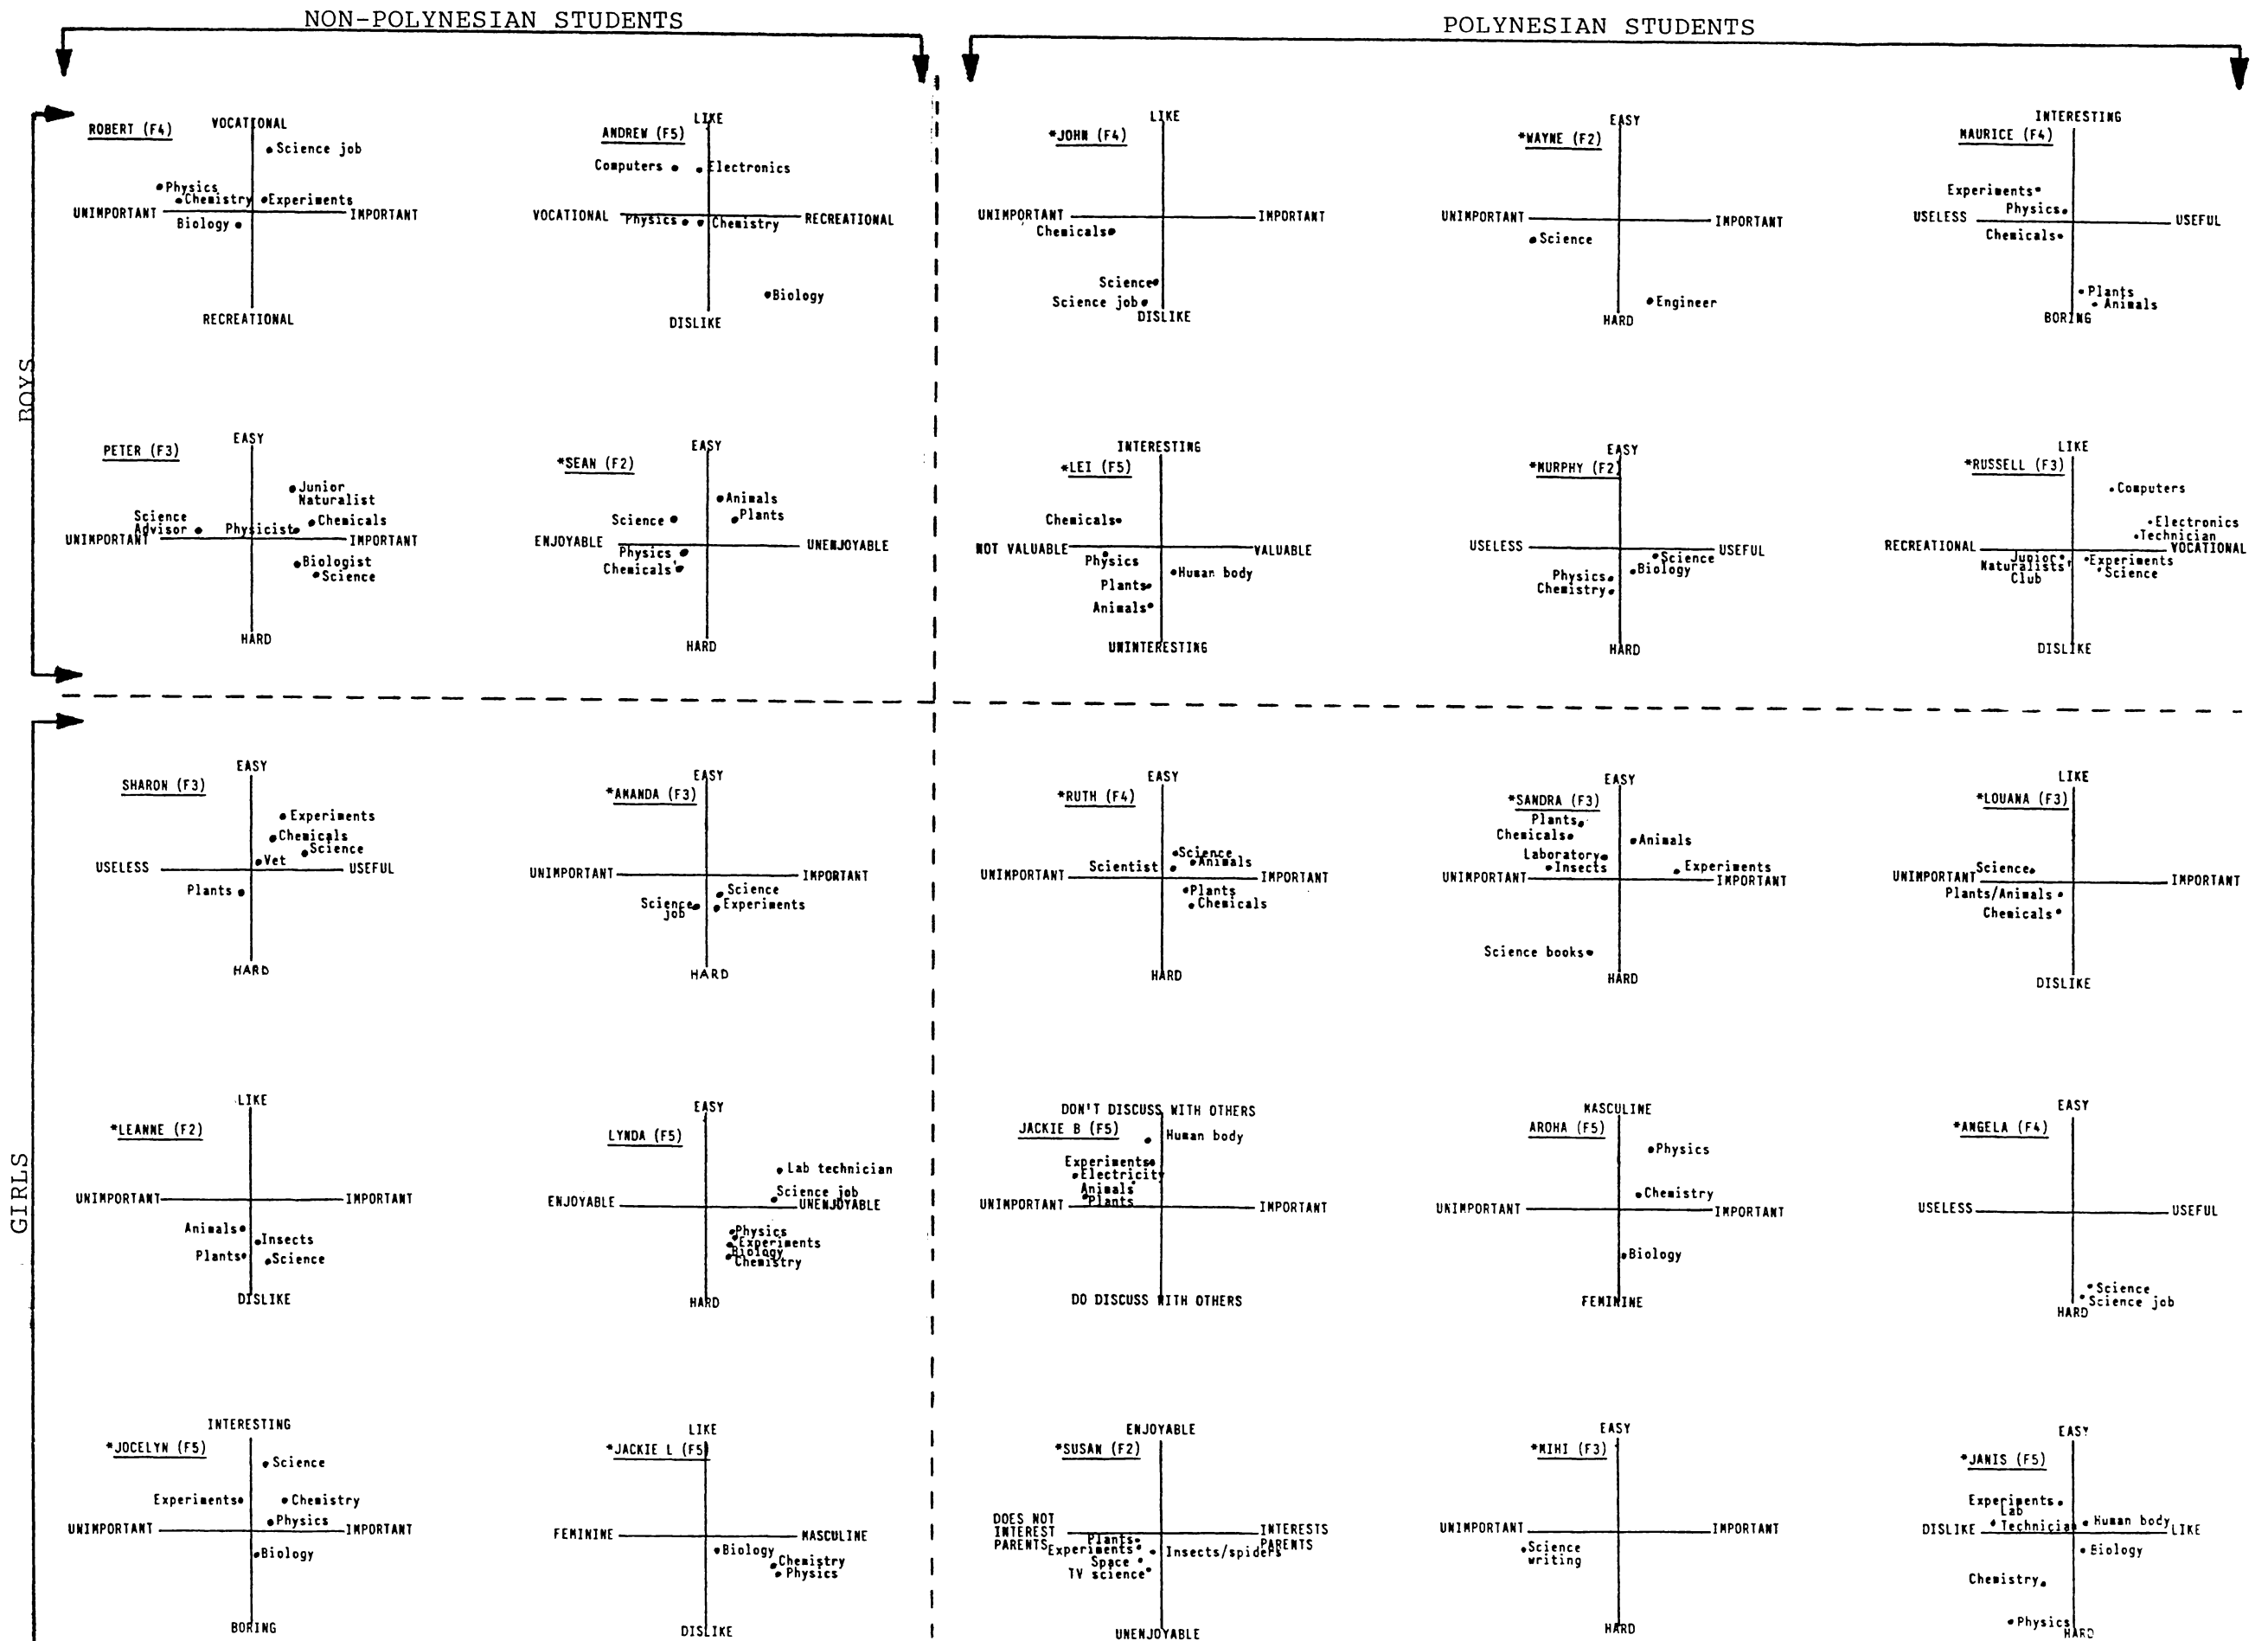 NON-POLYNESIAN STUDENTS
POLYNESIAN STUDENTS
BOYS
ROBERT (F4)
VOCATIONAL
Science job
Physics
Chemistry
Experiments
UNIMPORTANT
IMPORTANT
Biology
RECREATIONAL
ANDREW (F5)
LIKE
Computers
Electronics
VOCATIONAL
RECREATIONAL
Physics
Chemistry
Biology
DISLIKE
*JOHN (F4)
LIKE
UNIMPORTANT
IMPORTANT
Chemicals
Science
Science job
DISLIKE
*WAYNE (F2)
EASY
UNIMPORTANT
IMPORTANT
Science
Engineer
HARD
MAURICE (F4)
INTERESTING
Experiments
Physics
USELESS
USEFUL
Chemicals
Plants
Animals
BORING
PETER (F3)
EASY
Junior
Naturalist
Science
Advisor
Physicist
Chemicals
UNIMPORTANT
IMPORTANT
Biologist
Science
HARD
*SEAN (F2)
EASY
Animals
Science
Plants
ENJOYABLE
UNENJOYABLE
Physics
Chemicals
HARD
*LEI (F5)
INTERESTING
Chemicals
NOT VALUABLE
VALUABLE
Physics
Human body
Plants
Animals
UNINTERESTING
*MURPHY (F2)
EASY
USELESS
USEFUL
Science
Biology
Physics
Chemistry
HARD
*RUSSELL (F3)
LIKE
Computers
Electronics
Technician
RECREATIONAL
VOCATIONAL
Junior
Naturalists'
Club
Experiments
Science
DISLIKE
GIRLS
SHARON (F3)
EASY
Experiments
Chemicals
Science
Vet
USELESS
USEFUL
Plants
HARD
*AMANDA (F3)
EASY
UNIMPORTANT
IMPORTANT
Science
Science
job
Experiments
HARD
*RUTH (F4)
EASY
Science
Animals
Scientist
UNIMPORTANT
IMPORTANT
Plants
Chemicals
HARD
*SANDRA (F3)
EASY
Plants
Chemicals
Animals
Laboratory
Insects
Experiments
UNIMPORTANT
IMPORTANT
Science books
HARD
*LOUANA (F3)
LIKE
Science
UNIMPORTANT
IMPORTANT
Plants/Animals
Chemicals
DISLIKE
*LEANNE (F2)
LIKE
UNIMPORTANT
IMPORTANT
Animals
Insects
Plants
Science
DISLIKE
LYNDA (F5)
EASY
Lab technician
Science job
ENJOYABLE
UNENJOYABLE
Physics
Experiments
Biology
Chemistry
HARD
JACKIE B (F5)
DON'T DISCUSS WITH OTHERS
Human body
Experiments
Electricity
Animals
Plants
UNIMPORTANT
IMPORTANT
DO DISCUSS WITH OTHERS
AROHA (F5)
MASCULINE
Physics
Chemistry
UNIMPORTANT
IMPORTANT
Biology
FEMININE
*ANGELA (F4)
EASY
USELESS
USEFUL
Science
Science job
HARD
*JOCELYN (F5)
INTERESTING
Science
Experiments
Chemistry
Physics
UNIMPORTANT
IMPORTANT
Biology
BORING
*JACKIE L (F5)
LIKE
FEMININE
MASCULINE
Biology
Chemistry
Physics
DISLIKE
*SUSAN (F2)
ENJOYABLE
DOES NOT
INTEREST
PARENTS
INTERESTS
PARENTS
Plants
Experiments
Insects/spiders
Space
TV science
UNENJOYABLE
*MIHI (F3)
EASY
UNIMPORTANT
IMPORTANT
Science
writing
HARD
*JANIS (F5)
EASY
Experiments
Lab
Technician
Human body
DISLIKE
LIKE
Biology
Chemistry
Physics
HARD